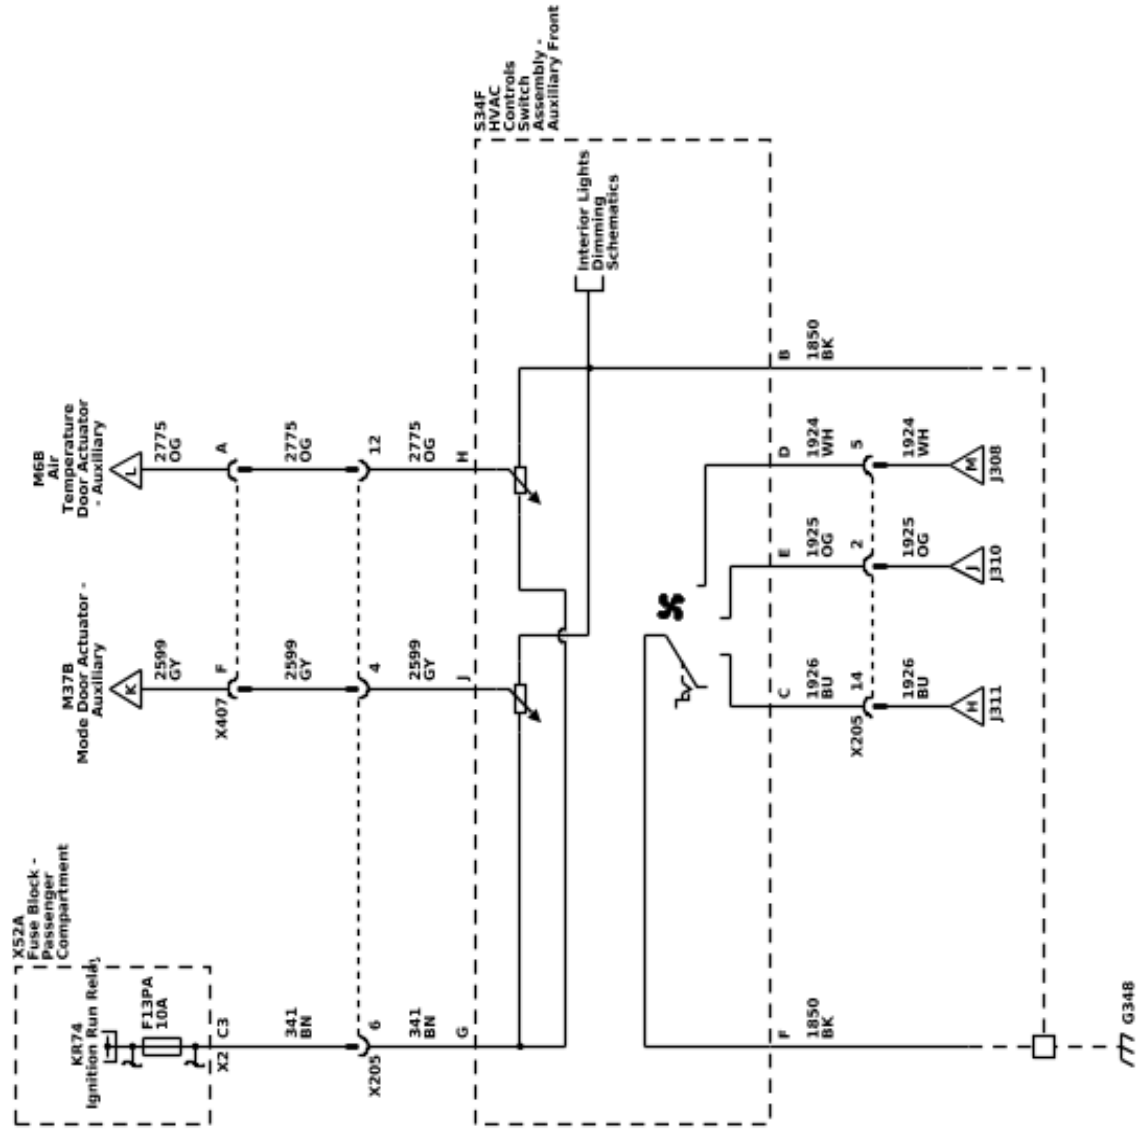 X52A
Fuse Block -
Passenger
Compartment
KR74
Ignition Run Relay
F13PA
10A
X2
C3
341
BN
X205
6
341
BN
G
M37B
Mode Door Actuator -
Auxiliary
K
2599
GY
X407
F
2599
GY
4
2599
GY
J
M6B
Air
Temperature
Door Actuator
- Auxiliary
L
2775
OG
A
2775
OG
12
2775
OG
H
S34F
HVAC
Controls
Switch
Assembly -
Auxiliary Front
Interior Lights
Dimming
Schematics
F
1850
BK
C
1926
BU
X205
14
1926
BU
H
J311
E
1925
OG
2
1925
OG
J
J310
D
1924
WH
5
1924
WH
M
J308
B
1850
BK
G348